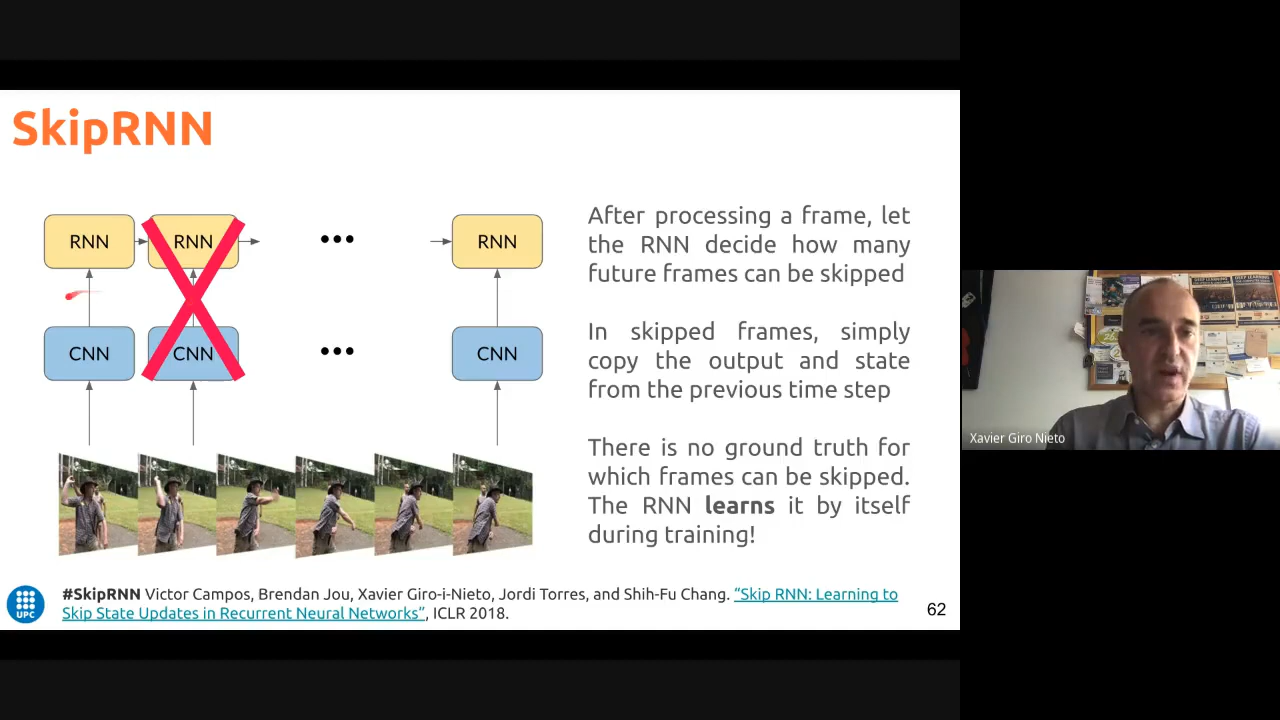 SkipRNN
RNN
RNN
•••
RNN
CNN
CNN
•••
CNN
After processing a frame, let
the RNN decide how many
future frames can be skipped
In skipped frames, simply
copy the output and state
from the previous time step
There is no ground truth for
which frames can be skipped.
The RNN learns it by itself
during training!
#SkipRNN Victor Campos, Brendan Jou, Xavier Giro-i-Nieto, Jordi Torres, and Shih-Fu Chang. “Skip RNN: Learning to
Skip State Updates in Recurrent Neural Networks”, ICLR 2018.
UPC
62
Xavier Giro Nieto